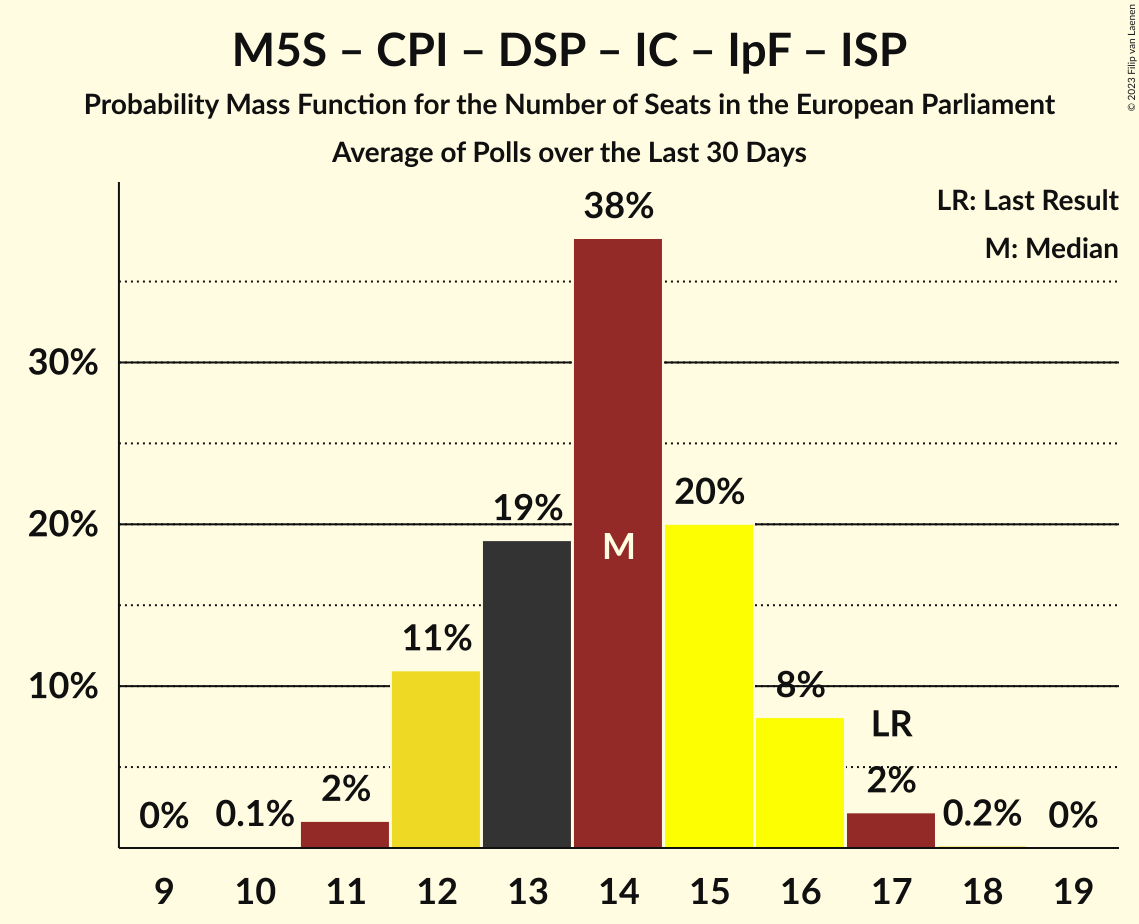 M5S – CPI – DSP – IC – IpF – ISP
Probability Mass Function for the Number of Seats in the European Parliament
Average of Polls over the Last 30 Days
© 2023 Filip van Laenen
LR: Last Result
M: Median
38%
30%
20%
10%
19%
M
20%
11%
8%
LR
2%
0%
0.1%
2%
0.2%
0%
9 10 11 12 13 14 15 16 17 18 19